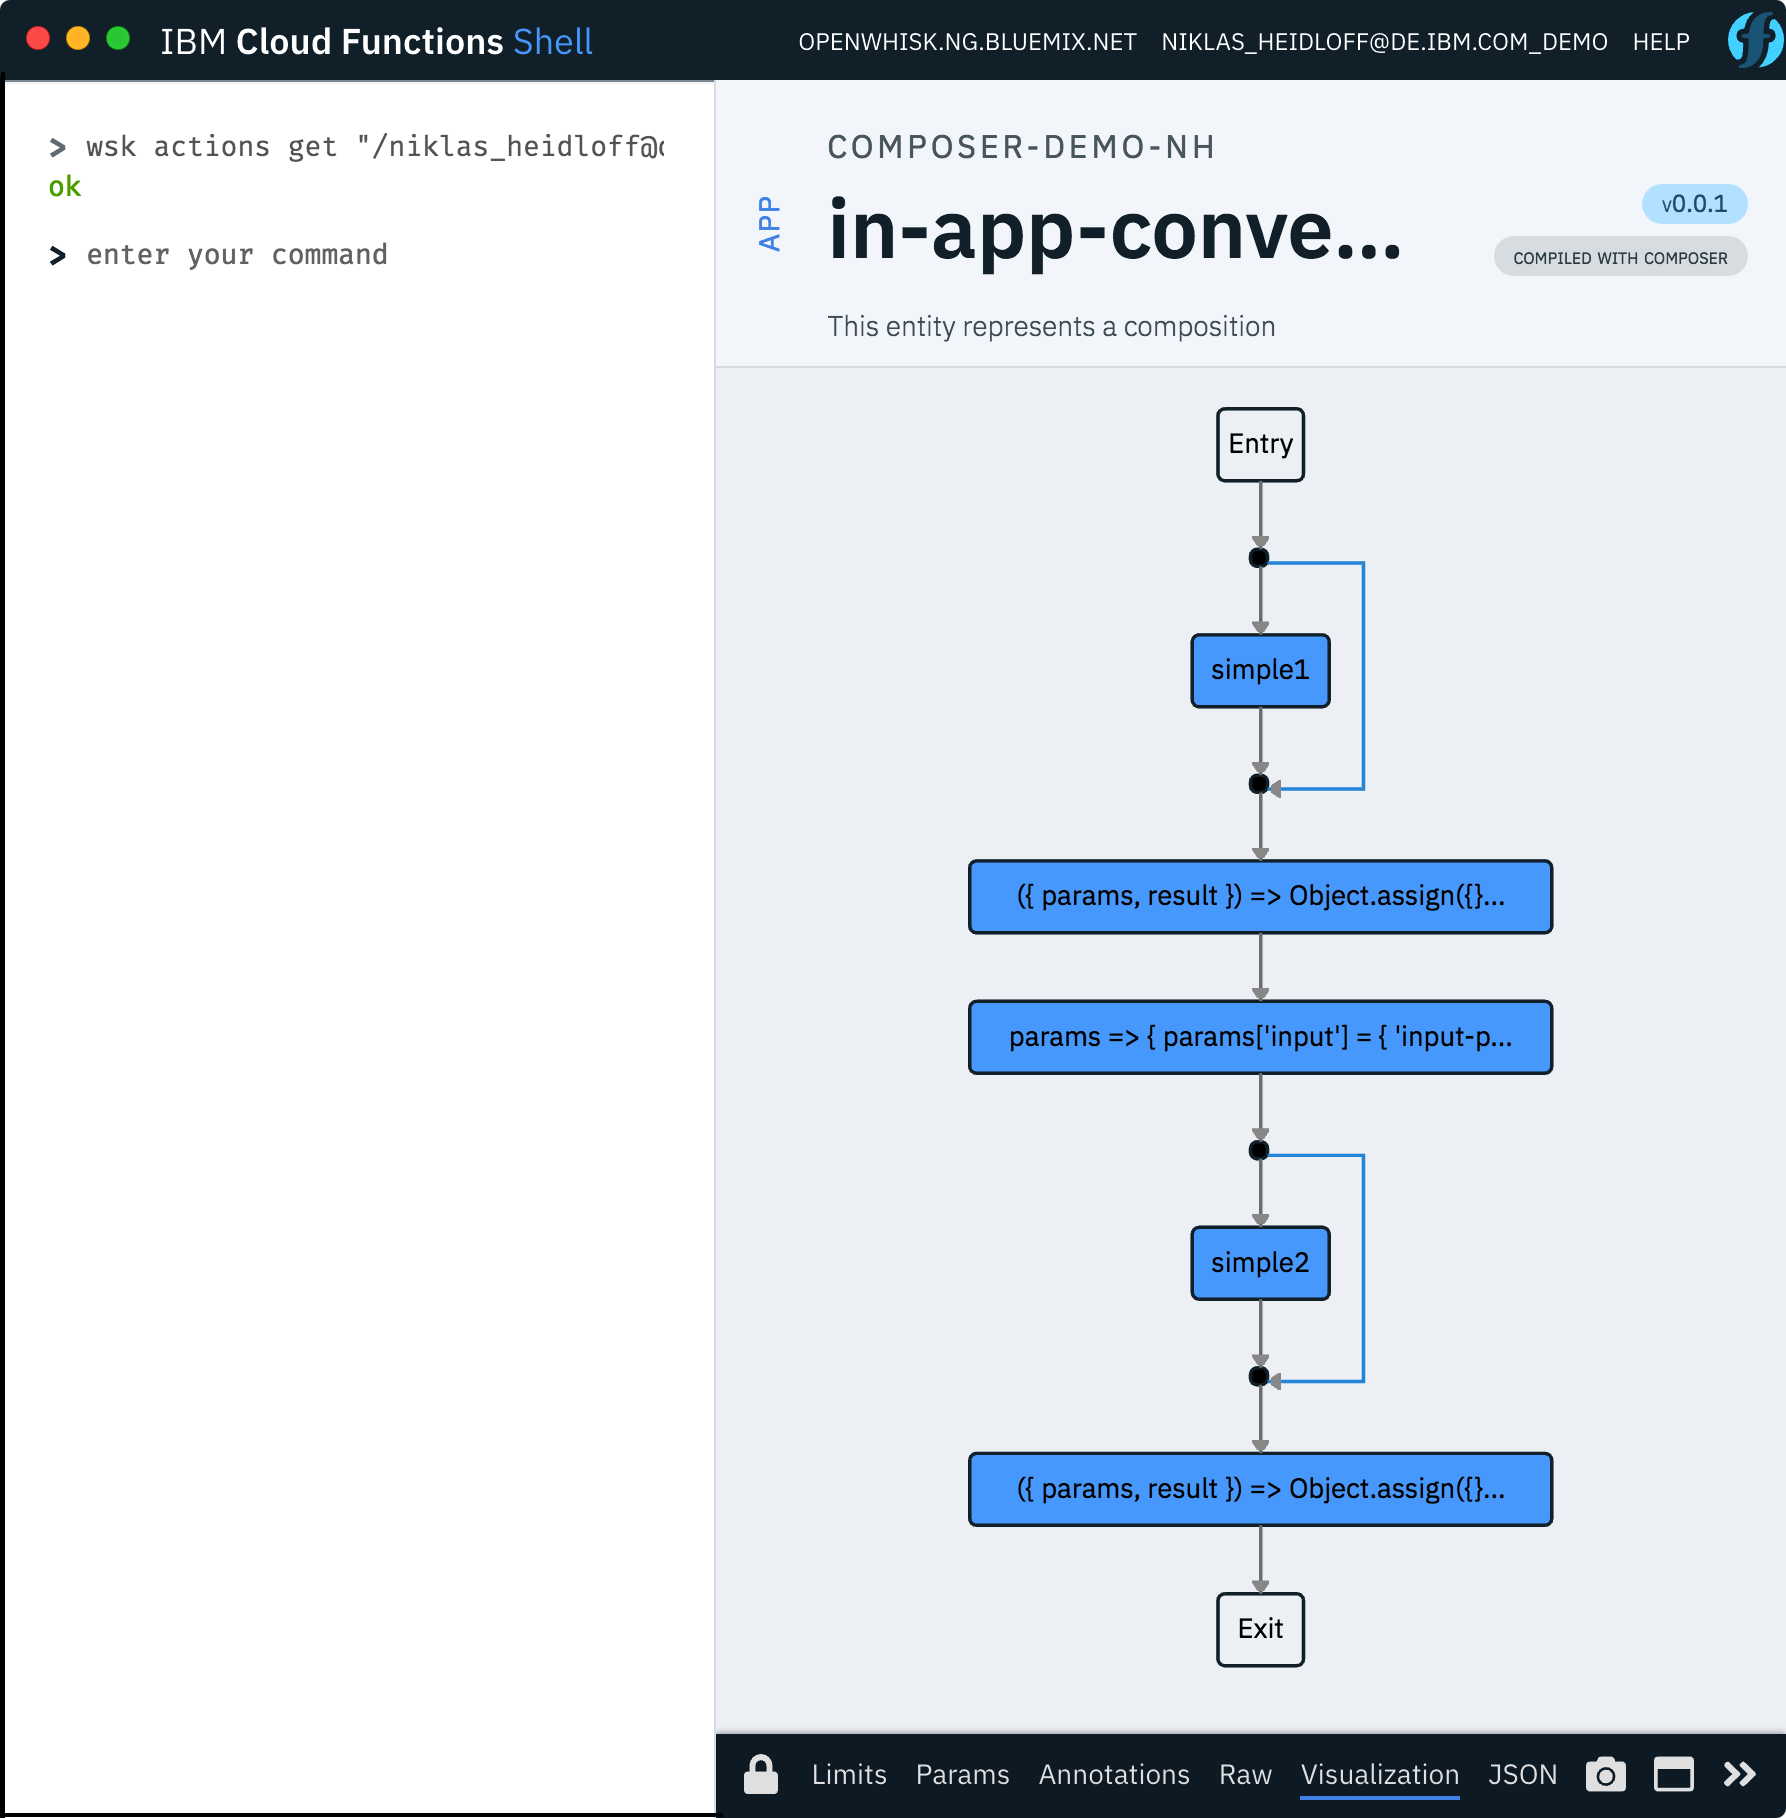 IBM Cloud Functions Shell
OPENWHISK.NG.BLUEMIX.NET NIKLAS_HEIDLOFF@DE.IBM.COM_DEMO HELP
> wsk actions get "/niklas_heidloff@
ok
> enter your command
COMPOSER-DEMO-NH
APP
in-app-conve...
v0.0.1
COMPILED WITH COMPOSER
This entity represents a composition
Entry
simple1
({ params, result }) => Object.assign({}...
params => { params['input'] = { 'input-p...
simple2
({ params, result }) => Object.assign({}...
Exit
Limits Params Annotations Raw Visualization JSON